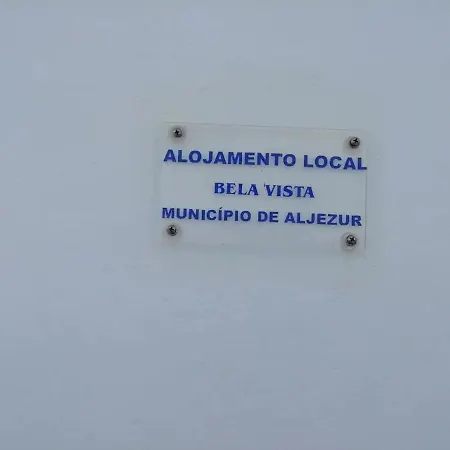 ALOJAMENTO LOCAL
BELA VISTA
MUNICÍPIO DE ALJEZUR